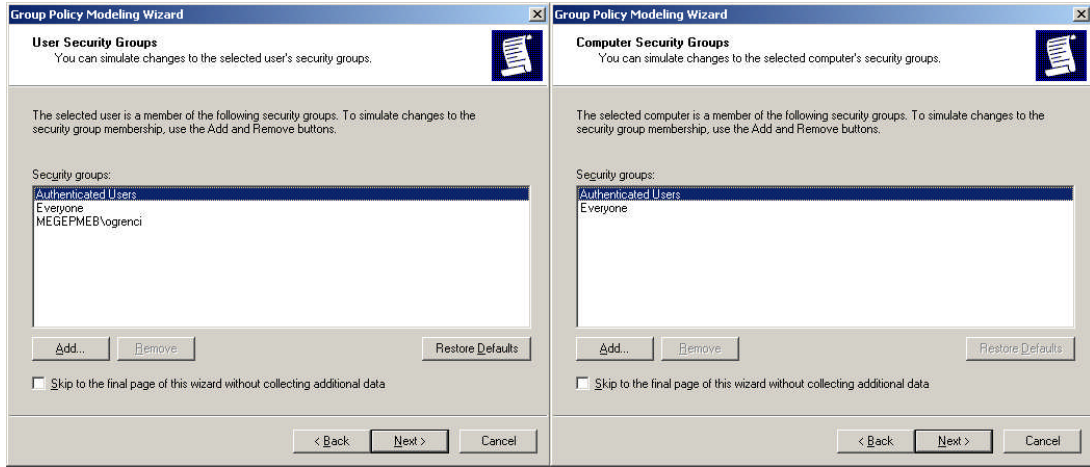 Group Policy Modeling Wizard
User Security Groups
You can simulate changes to the selected user's security groups.
The selected user is a member of the following security groups. To simulate changes to the
security group membership, use the Add and Remove buttons.
Security groups:
Authenticated Users
Everyone
MEGEPMEB\ogrenci
Add...
Remove
Restore Defaults
Skip to the final page of this wizard without collecting additional data
< Back
Next >
Cancel
Group Policy Modeling Wizard
Computer Security Groups
You can simulate changes to the selected computer's security groups.
The selected computer is a member of the following security groups. To simulate changes to the
security group membership, use the Add and Remove buttons.
Security groups:
Authenticated Users
Everyone
Add...
Remove
Restore Defaults
Skip to the final page of this wizard without collecting additional data
< Back
Next >
Cancel